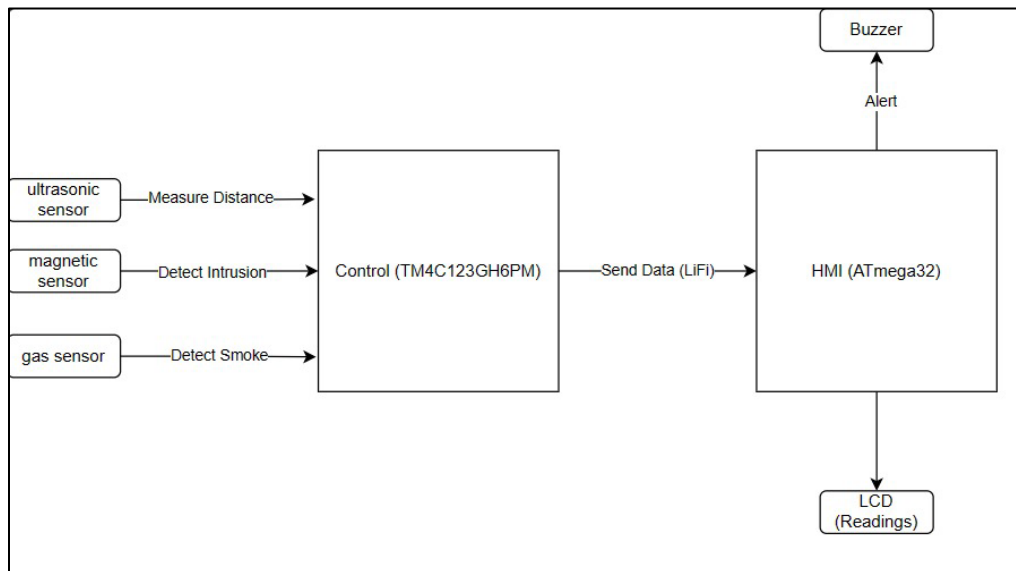 Buzzer
Alert
ultrasonic
sensor
Measure Distance
magnetic
sensor
Detect Intrusion
Control (TM4C123GH6PM)
Send Data (LiFi)
HMI (ATmega32)
gas sensor
Detect Smoke
LCD
(Readings)